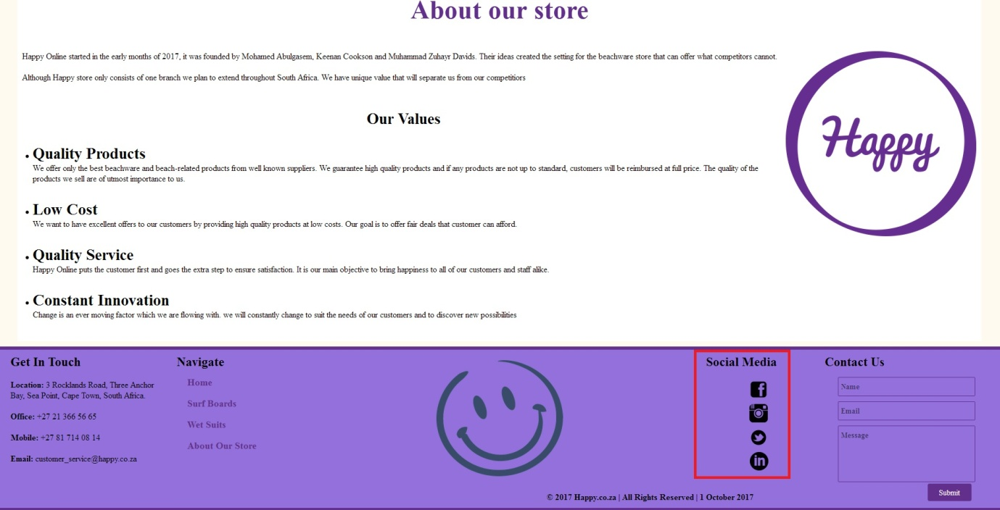 About our store
Happy Online started in the early months of 2017, it was founded by Mohamed Abulgasem, Keenan Cookson and Muhammad Zuhayr Davids. Their ideas created the setting for the beachware store that can offer what competitors cannot.
Although Happy store only consists of one branch we plan to extend throughout South Africa. We have unique value that will separate us from our competitiors
Happy
Our Values
• Quality Products
We offer only the best beachware and beach-related products from well known suppliers. We guarantee high quality products and if any products are not up to standard, customers will be reimbursed at full price. The quality of the
products we sell are of utmost importance to us.
• Low Cost
We want to have excellent offers to our customers by providing high quality products at low costs. Our goal is to offer fair deals that customer can afford.
• Quality Service
Happy Online puts the customer first and goes the extra step to ensure satisfaction. It is our main objective to bring happiness to all of our customers and staff alike.
• Constant Innovation
Change is an ever moving factor which we are flowing with. we will constantly change to suit the needs of our customers and to discover new possibilities
Get In Touch
Location: 3 Rocklands Road, Three Anchor
Bay, Sea Point, Cape Town, South Africa.
Office: +27 21 366 56 65
Mobile: +27 81 714 08 14
Email: customer_service@happy.co.za
Navigate
Home
Surf Boards
Wet Suits
About Our Store
Social Media
f
in
Contact Us
Name
Email
Message
Submit
© 2017 Happy.co.za | All Rights Reserved | 1 October 2017